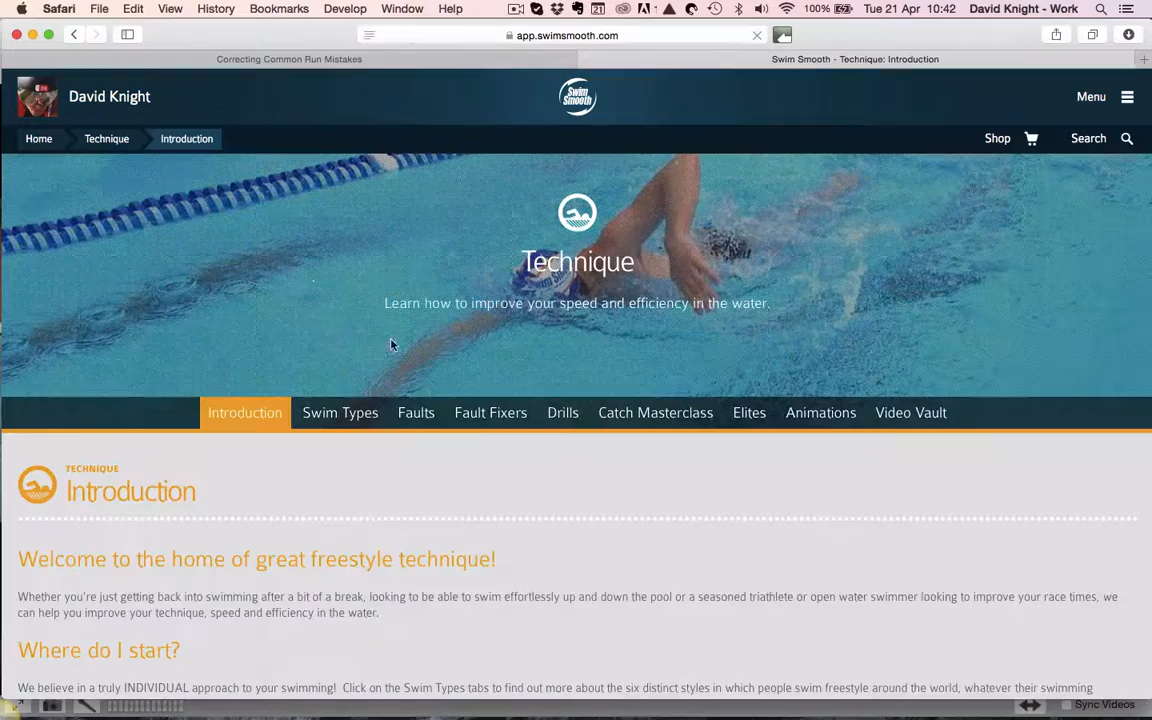 Safari File Edit View History Bookmarks Develop Window Help 100% Tue 21 Apr 10:42 David Knight - Work
app.swimsmooth.com
Correcting Common Run Mistakes
Swim Smooth - Technique: Introduction
David Knight
Swim Smooth
Menu
Home Technique Introduction
Shop
Search
Technique
Learn how to improve your speed and efficiency in the water.
Introduction Swim Types Faults Fault Fixers Drills Catch Masterclass Elites Animations Video Vault
TECHNIQUE
Introduction
Welcome to the home of great freestyle technique!
Whether you're just getting back into swimming after a bit of a break, looking to be able to swim effortlessly up and down the pool or a seasoned triathlete or open water swimmer looking to improve your race times, we
can help you improve your technique, speed and efficiency in the water.
Where do I start?
We believe in a truly INDIVIDUAL approach to your swimming! Click on the Swim Types tabs to find out more about the six distinct styles in which people swim freestyle around the world, whatever their swimming
Sync Videos